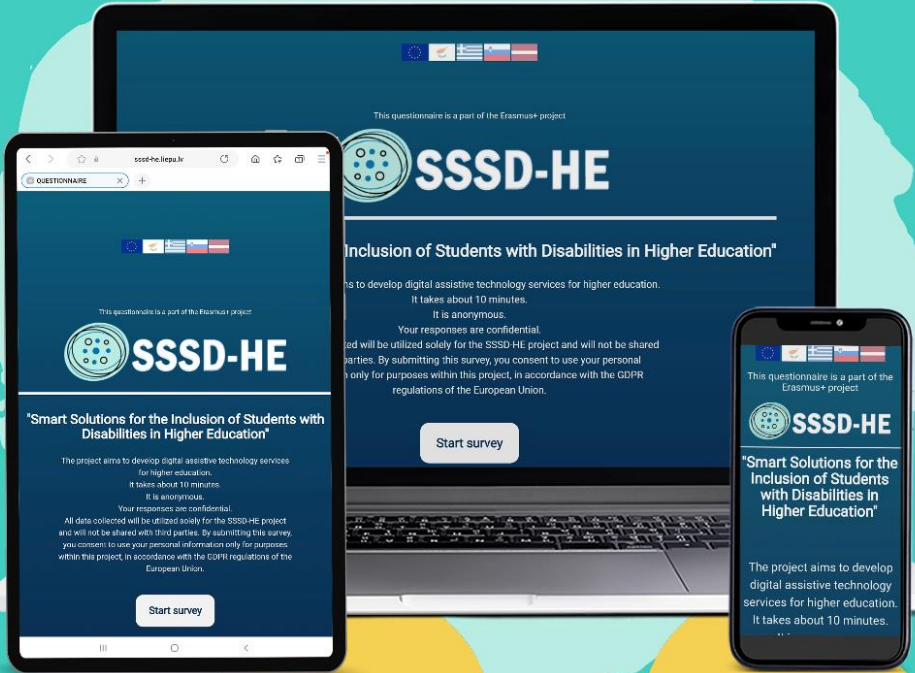 This questionnaire is a part of the Erasmus+ project
SSSD-HE
Inclusion of Students with Disabilities in Higher Education"
to develop digital assistive technology services for higher education.
It takes about 10 minutes.
It is anonymous.
Your responses are confidential.
will be utilized solely for the SSSD-HE project and will not be shared
parties. By submitting this survey, you consent to use your personal
only for purposes within this project, in accordance with the GDPR
regulations of the European Union.
Start survey
sssd-he.liepu.lv
QUESTIONNAIRE
This questionnaire is a part of the Erasmus+ project
SSSD-HE
"Smart Solutions for the Inclusion of Students with
Disabilities in Higher Education"
The project aims to develop digital assistive technology services
for higher education.
It takes about 10 minutes.
It is anonymous.
Your responses are confidential.
All data collected will be utilized solely for the SSSD-HE project
and will not be shared with third parties. By submitting this survey,
you consent to use your personal information only for purposes
within this project, in accordance with the GDPR regulations of the
European Union.
Start survey
This questionnaire is a part of the
Erasmus+ project
SSSD-HE
"Smart Solutions for the
Inclusion of Students
with Disabilities in
Higher Education"
The project aims to develop
digital assistive technology
services for higher education.
It takes about 10 minutes.